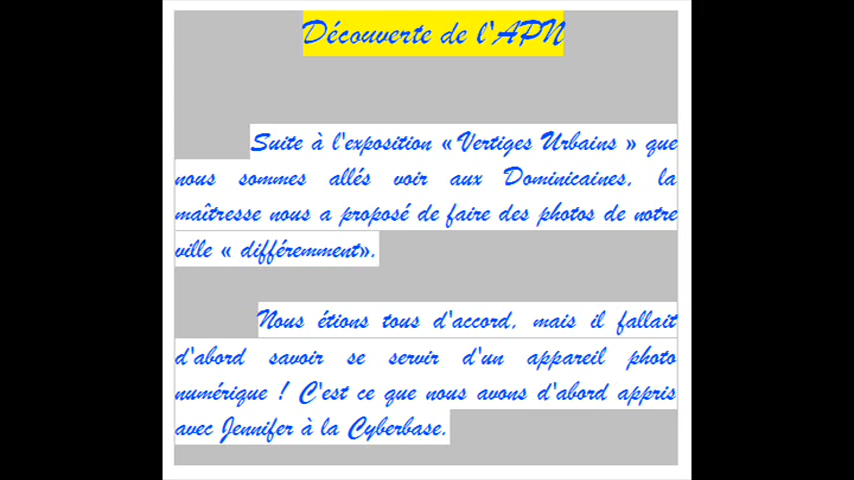 Découverte de l'APN
Suite à l'exposition « Vertiges Urbains » que
nous sommes allés voir aux Dominicaines, la
maîtresse nous a proposé de faire des photos de notre
ville « différemment».
Nous étions tous d'accord, mais il fallait
d'abord savoir se servir d'un appareil photo
numérique ! C'est ce que nous avons d'abord appris
avec Jennifer à la Cyberbase.